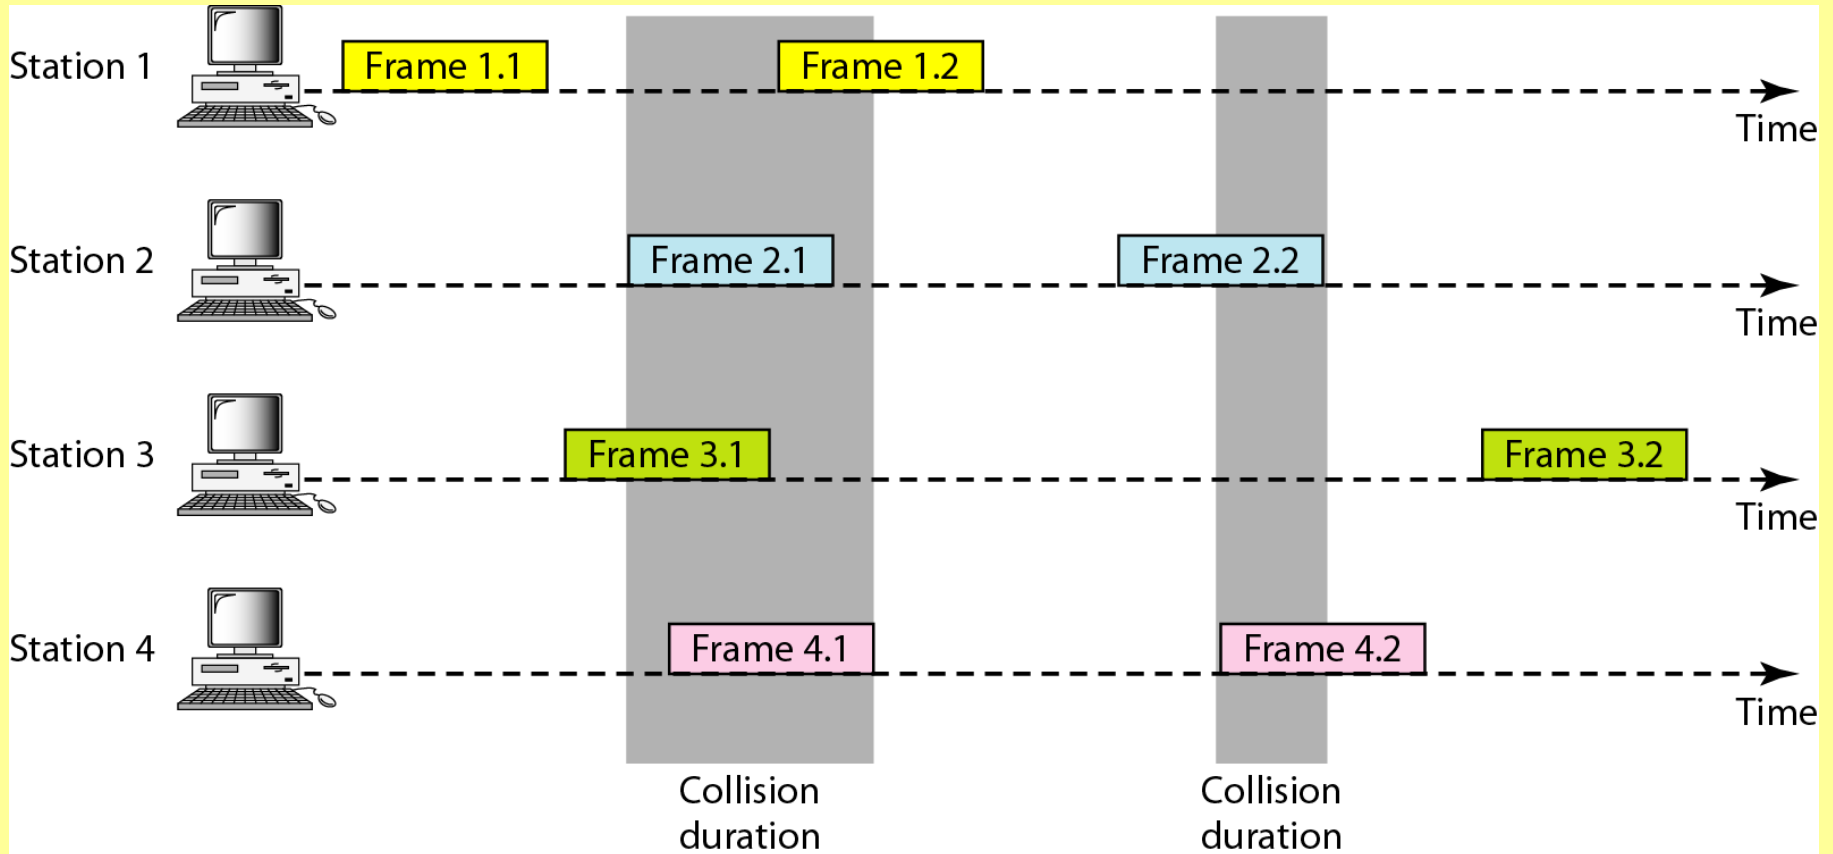 Station 1
Frame 1.1
Frame 1.2
Time
Station 2
Frame 2.1
Frame 2.2
Time
Station 3
Frame 3.1
Frame 3.2
Time
Station 4
Frame 4.1
Frame 4.2
Time
Collision
duration
Collision
duration